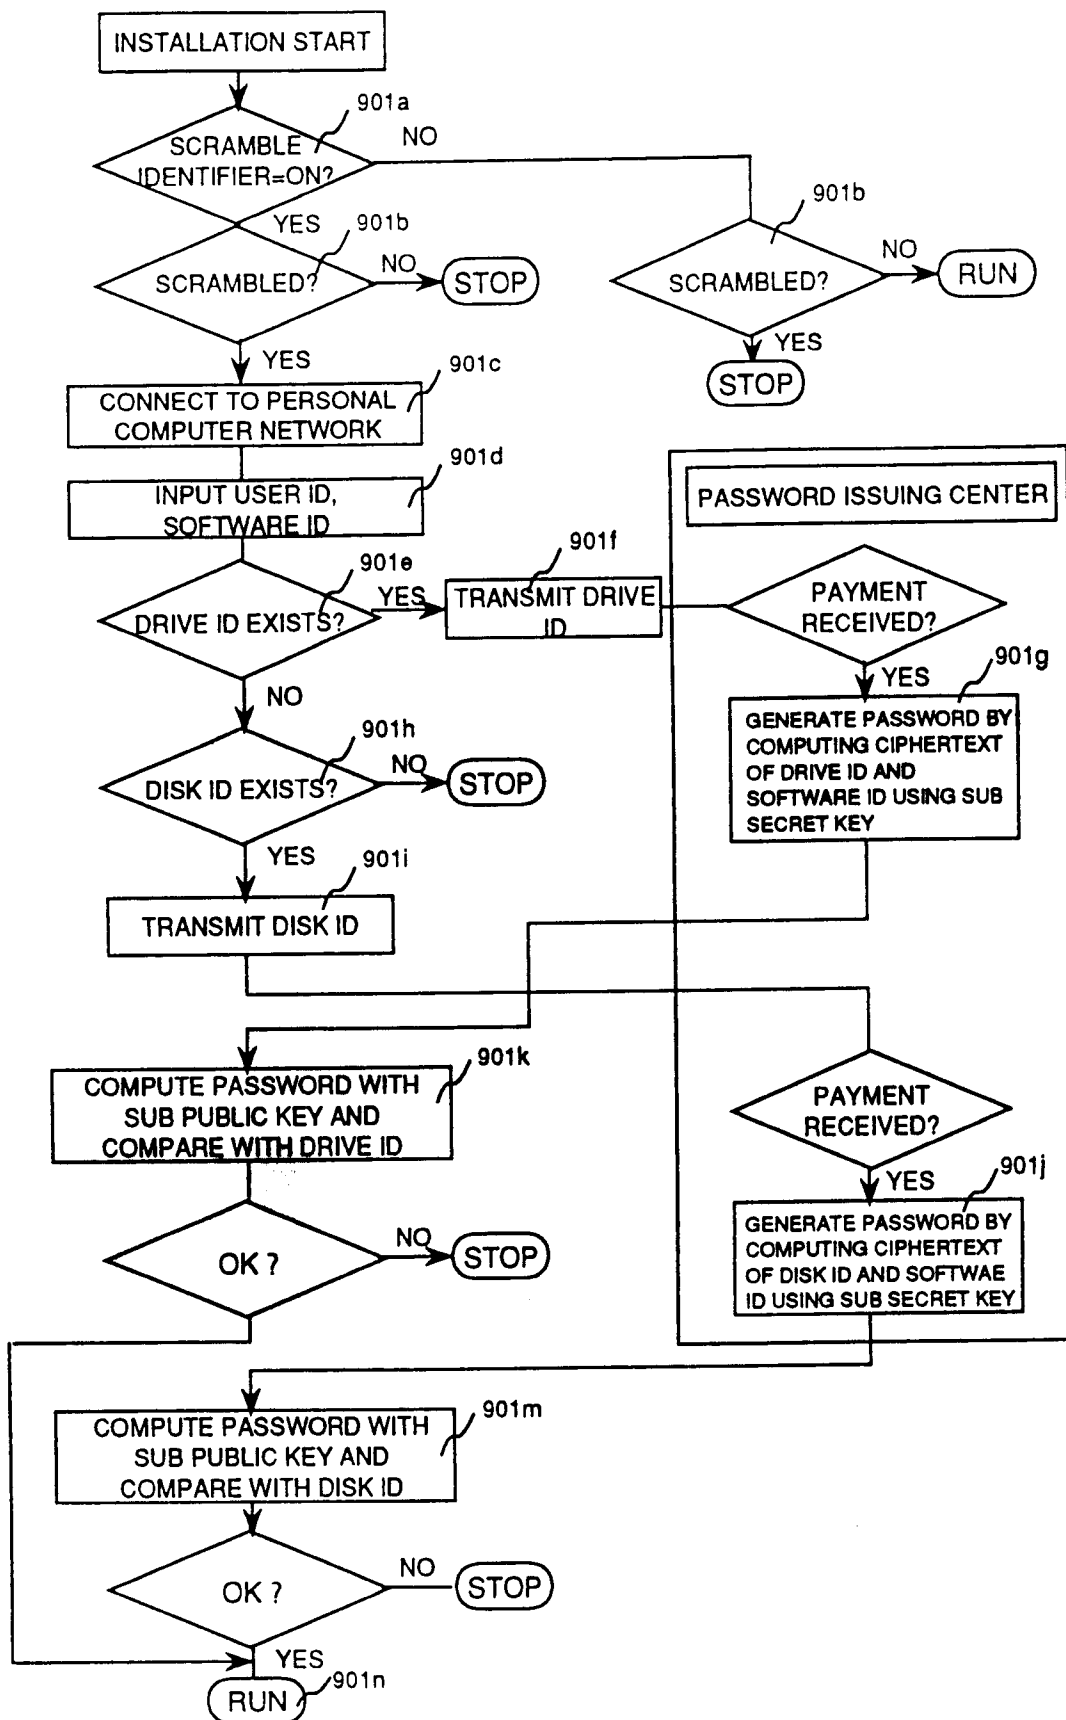 INSTALLATION START
901a
SCRAMBLE
IDENTIFIER=ON?
NO
YES
901b
SCRAMBLED?
NO
STOP
901b
SCRAMBLED?
NO
RUN
YES
STOP
YES
901c
CONNECT TO PERSONAL
COMPUTER NETWORK
901d
INPUT USER ID,
SOFTWARE ID
PASSWORD ISSUING CENTER
901e
DRIVE ID EXISTS?
YES
901f
TRANSMIT DRIVE
ID
PAYMENT
RECEIVED?
YES
901g
GENERATE PASSWORD BY
COMPUTING CIPHERTEXT
OF DRIVE ID AND
SOFTWARE ID USING SUB
SECRET KEY
NO
901h
DISK ID EXISTS?
NO
STOP
YES
901i
TRANSMIT DISK ID
901k
COMPUTE PASSWORD WITH
SUB PUBLIC KEY AND
COMPARE WITH DRIVE ID
PAYMENT
RECEIVED?
YES
901j
GENERATE PASSWORD BY
COMPUTING CIPHERTEXT
OF DISK ID AND SOFTWAE
ID USING SUB SECRET KEY
OK ?
NO
STOP
901m
COMPUTE PASSWORD WITH
SUB PUBLIC KEY AND
COMPARE WITH DISK ID
OK ?
NO
STOP
YES
RUN
901n